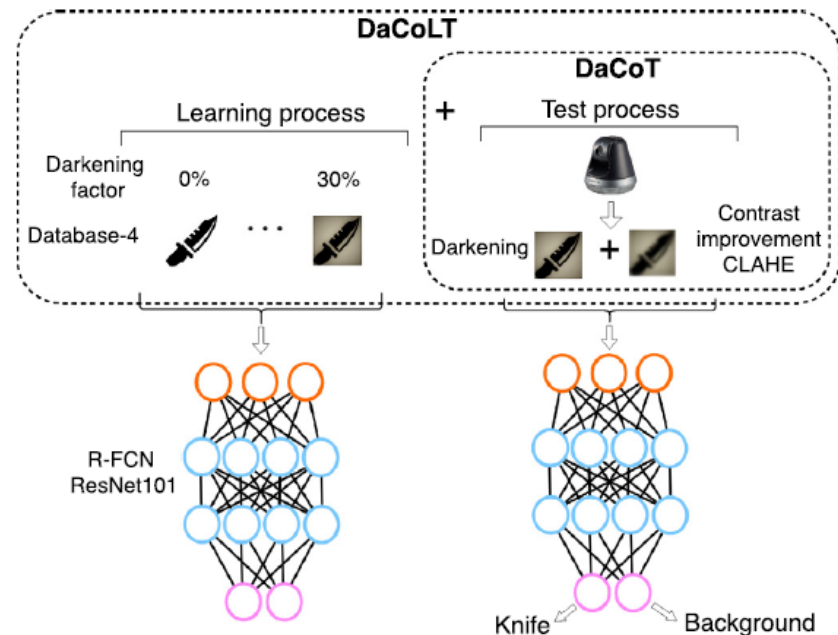 DaCoLT
DaCoT
Learning process
+
Test process
Darkening
factor
0%
30%
Database-4
...
Darkening
+
Contrast
improvement
CLAHE
R-FCN
ResNet101
Knife
Background